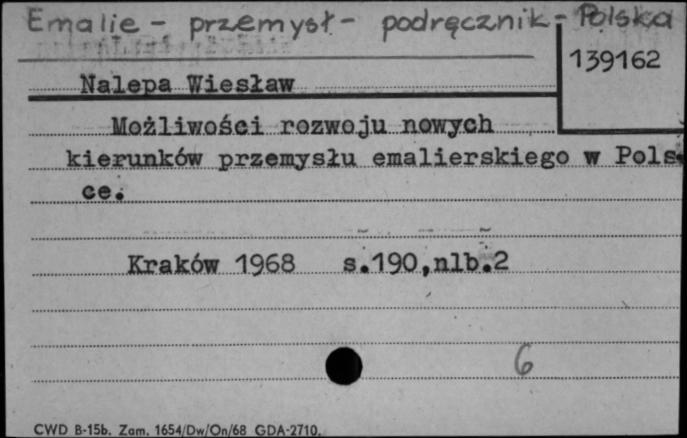 Emalie - przemysł - podręcznik - Polska
139162
Nalepa Wiesław
Możliwości rozwoju nowych
kierunków przemysłu emalierskiego w Pols-
ce.
Kraków 1968 s.190,nlb.2
6
CWD B-15b. Zam. 1654/Dw/On/68 GDA-2710.